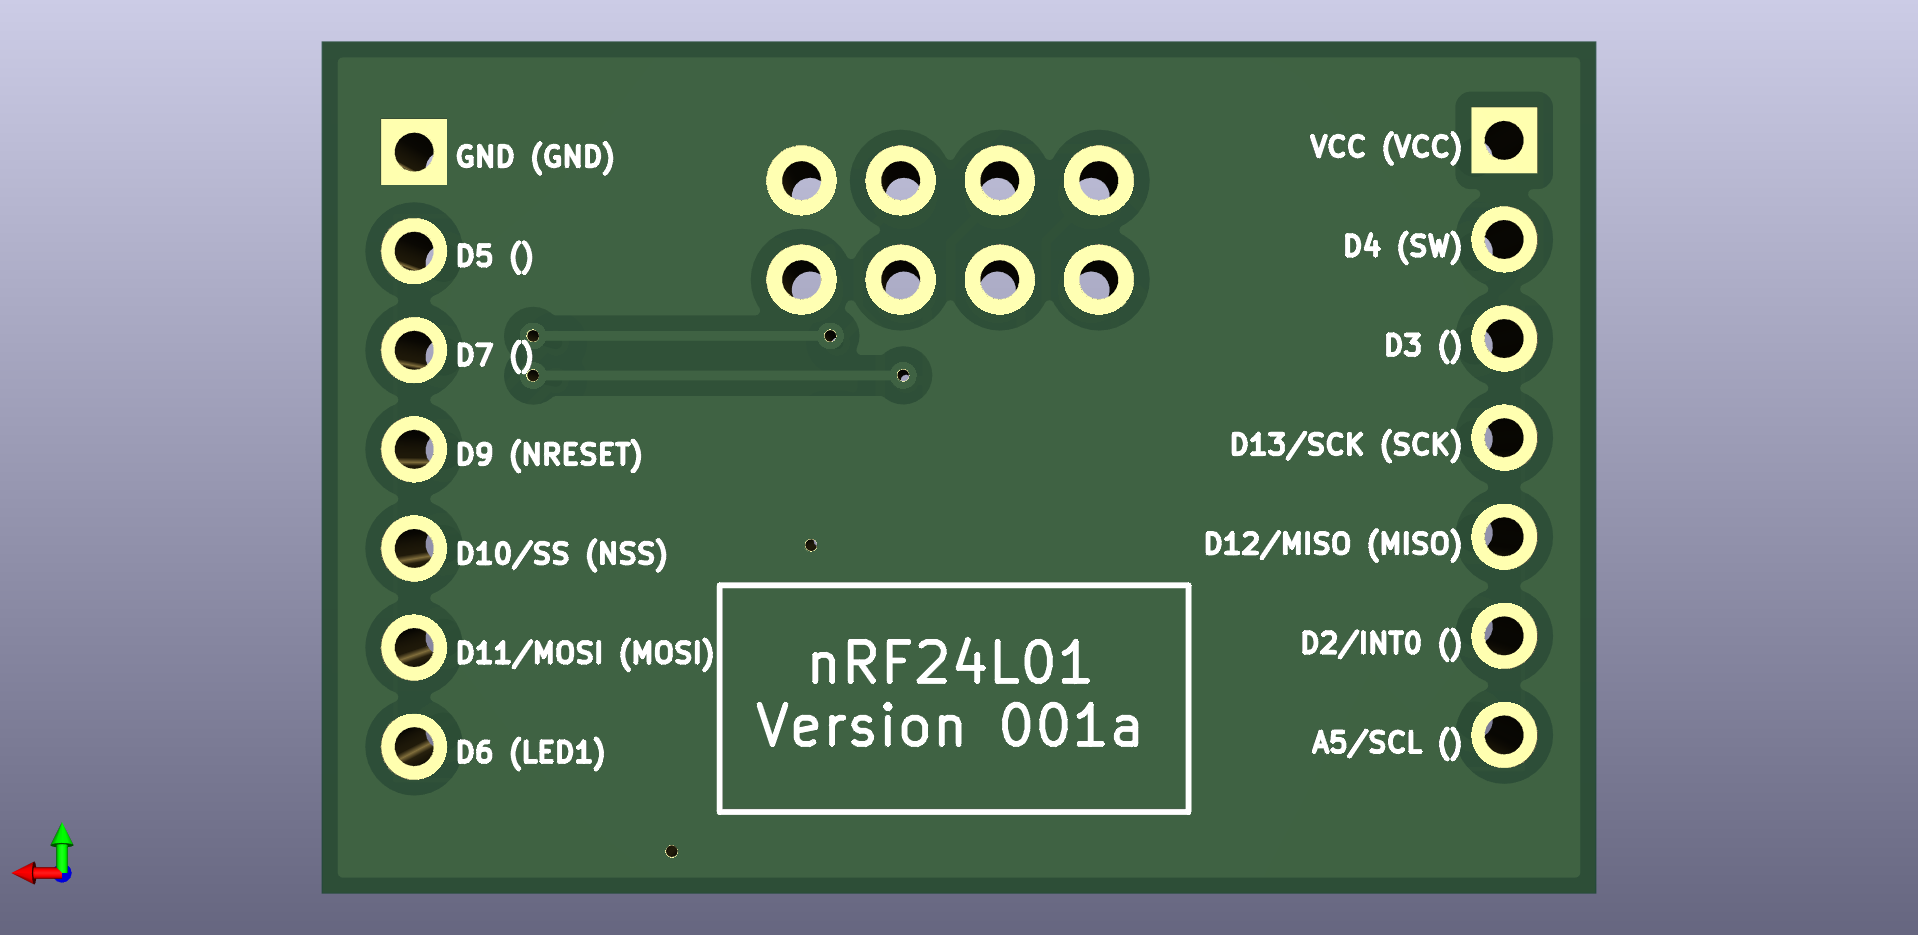 GND (GND)
D5 ()
D7 ()
D9 (NRESET)
D10/SS (NSS)
D11/MOSI (MOSI)
D6 (LED1)
VCC (VCC)
D4 (SW)
D3 ()
D13/SCK (SCK)
D12/MISO (MISO)
D2/INT0 ()
A5/SCL ()
nRF24L01
Version 001a